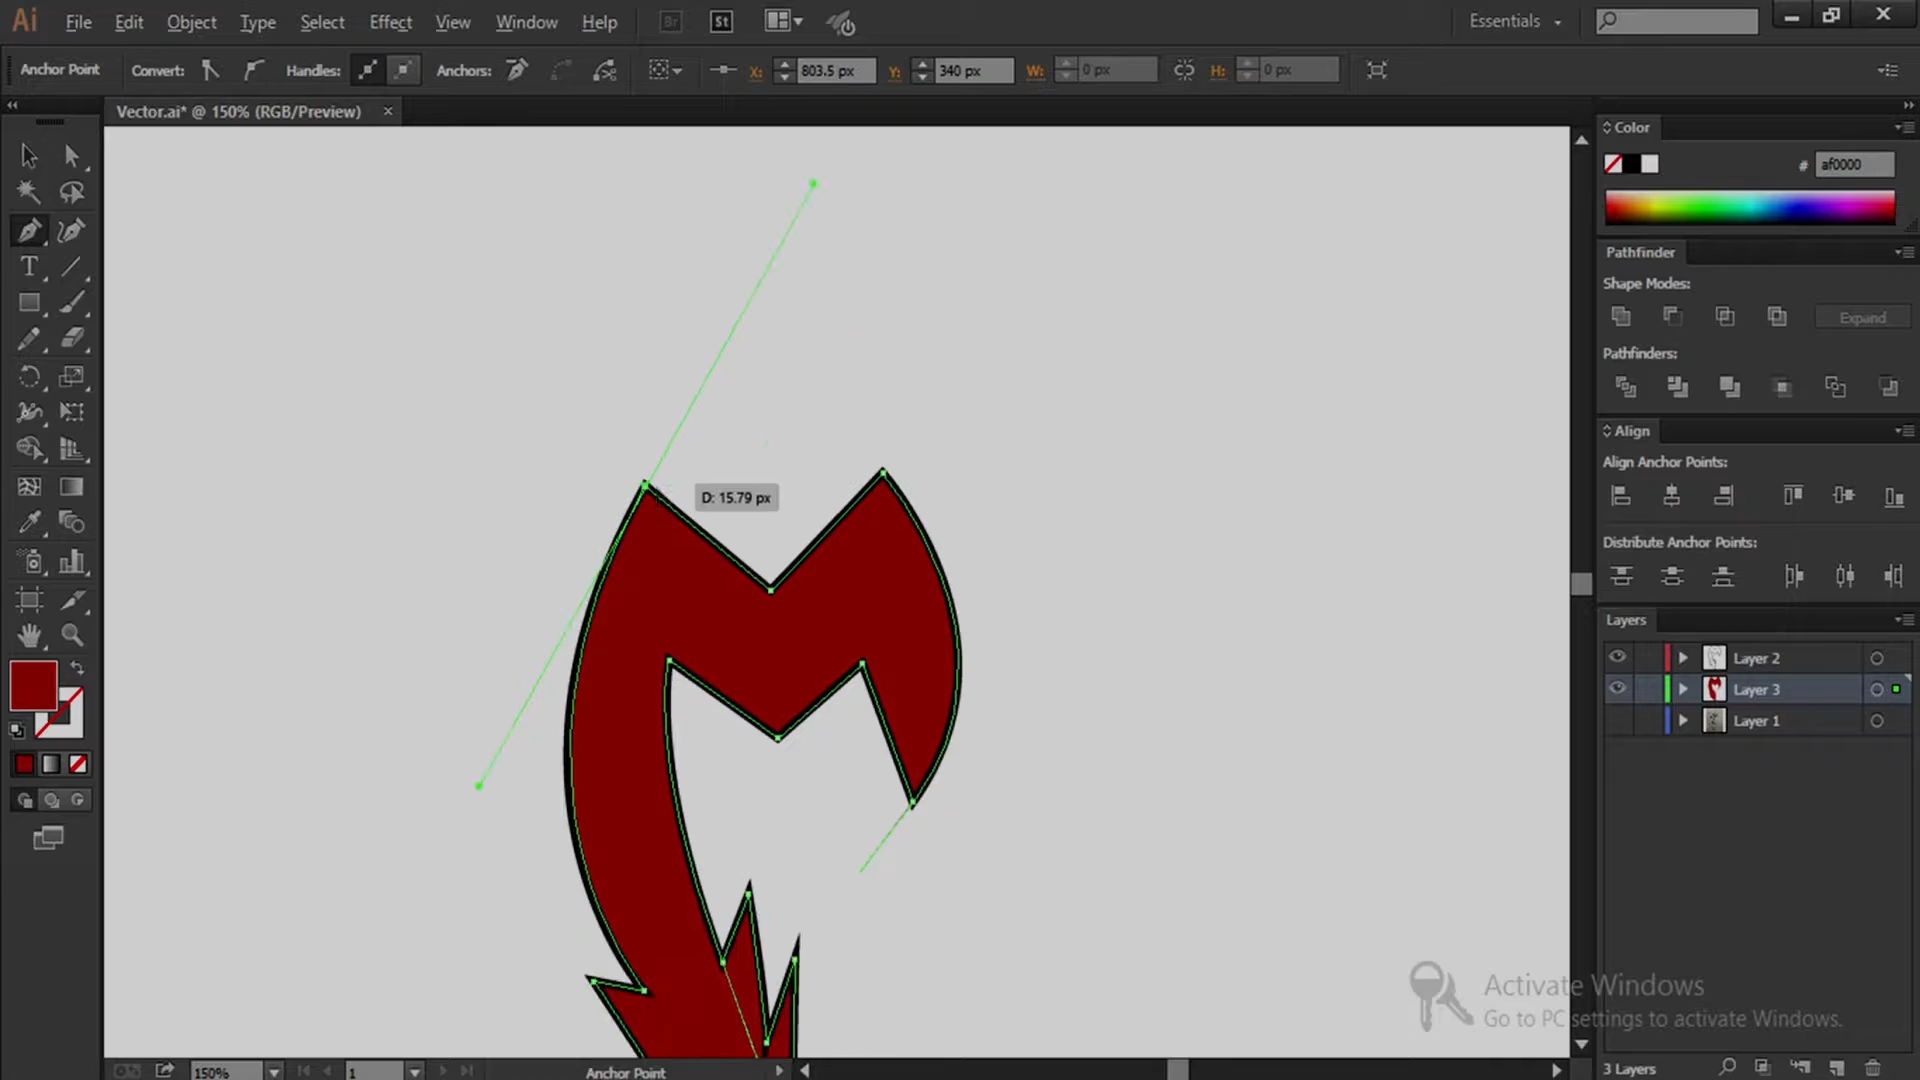 Ai File Edit Object Type Select Effect View Window Help Br St Essentials
Anchor Point Convert: Handles: Anchors: X: 803.5 px Y: 340 px W: 0 px H: 0 px
Vector.ai* @ 150% (RGB/Preview) ×
Color
# af0000
Pathfinder
Shape Modes:
Expand
Pathfinders:
Align
Align Anchor Points:
D: 15.79 px
Distribute Anchor Points:
Layers
Layer 2
Layer 3
Layer 1
Activate Windows
Go to PC settings to activate Windows.
150% 1 Anchor Point 3 Layers